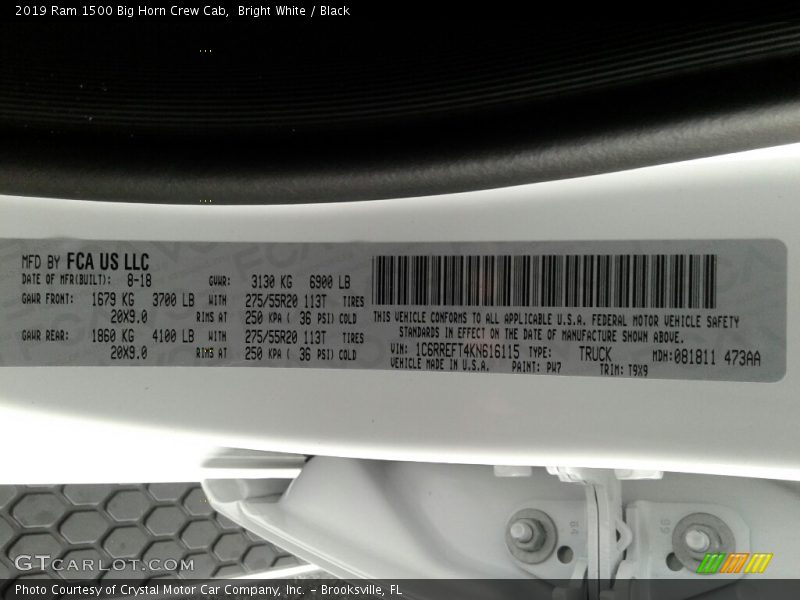 2019 Ram 1500 Big Horn Crew Cab,  Bright White / Black
MFD BY FCA US LLC
DATE OF MFR(BUILT): 8-18 GVWR: 3130 KG 6900 LB
GAWR FRONT: 1679 KG 3700 LB WITH 275/55R20 113T TIRES
20X9.0 RIMS AT 250 KPA ( 36 PSI) COLD
GAWR REAR: 1860 KG 4100 LB WITH 275/55R20 113T TIRES
20X9.0 RIMS AT 250 KPA ( 36 PSI) COLD
THIS VEHICLE CONFORMS TO ALL APPLICABLE U.S.A. FEDERAL MOTOR VEHICLE SAFETY
STANDARDS IN EFFECT ON THE DATE OF MANUFACTURE SHOWN ABOVE.
VIN: 1C6RREFT4KN616115 TYPE: TRUCK MDH:081811 473AA
VEHICLE MADE IN U.S.A. PAINT: PW7 TRIM: T9X9
GTCARLOT.COM
Photo Courtesy of Crystal Motor Car Company, Inc. – Brooksville, FL